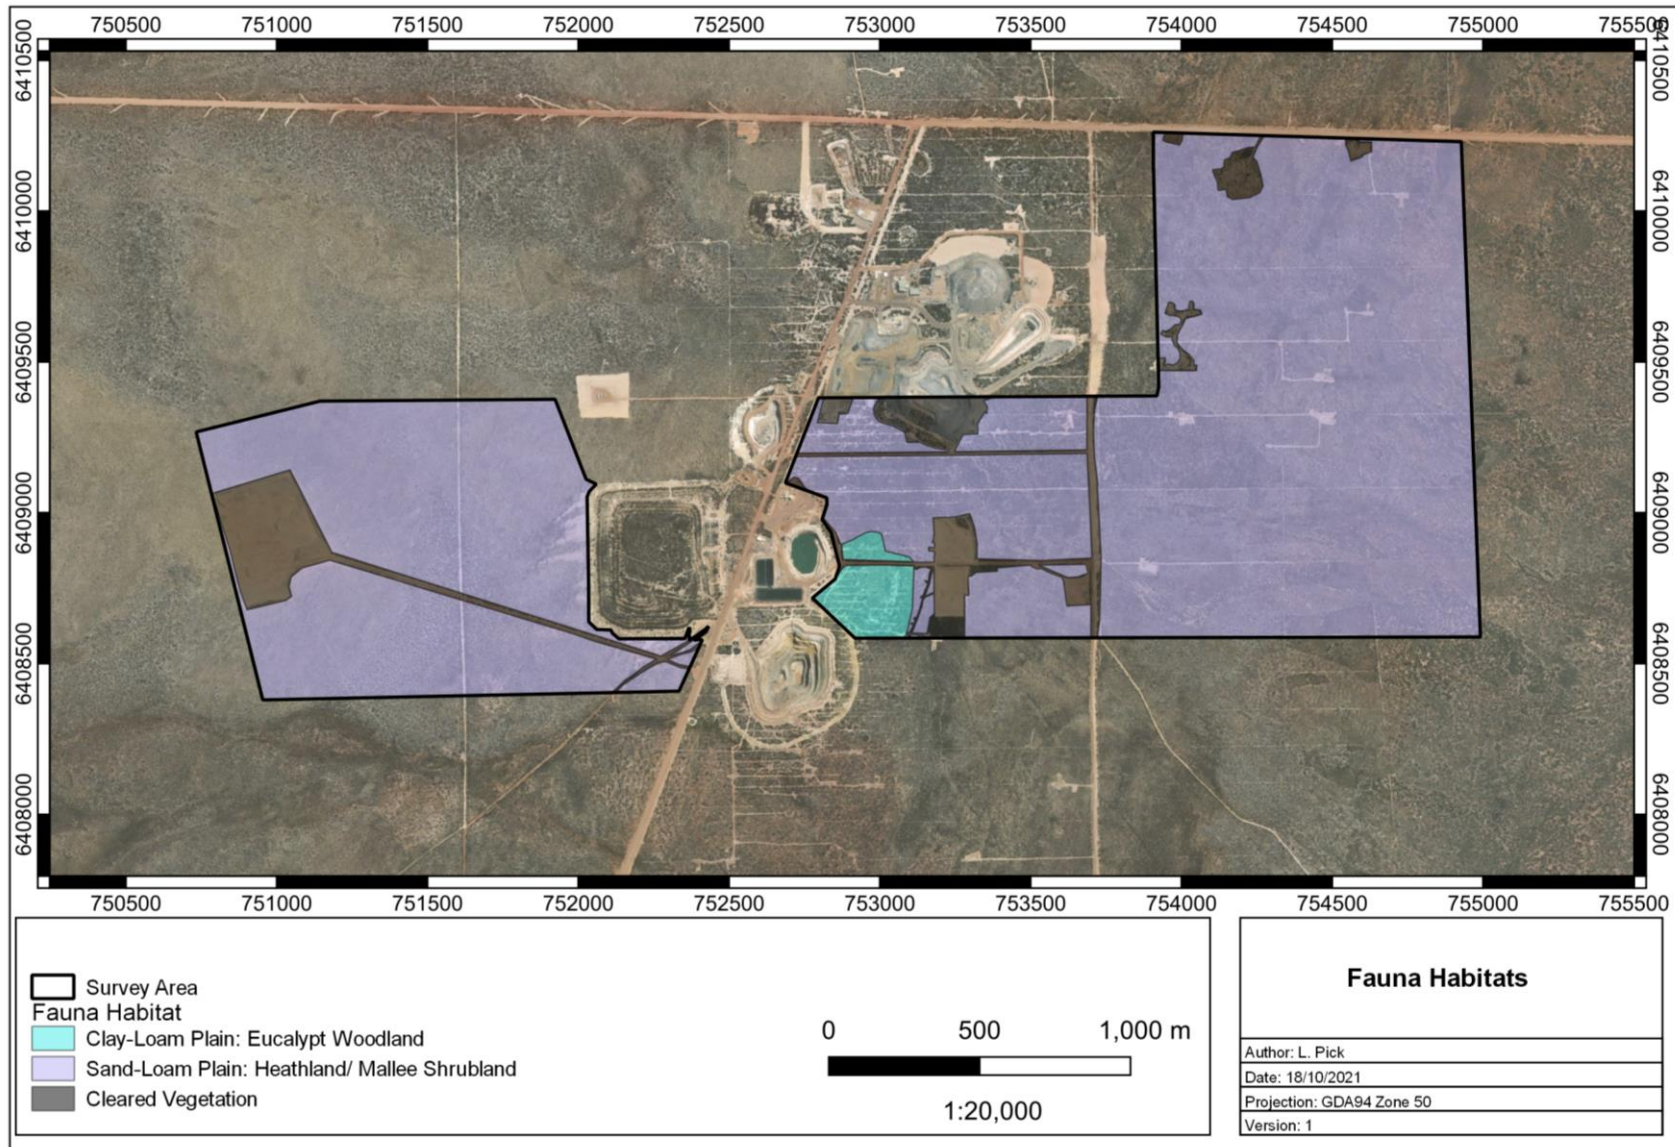 750500 751000 751500 752000 752500 753000 753500 754000 754500 755000 755500
6410500 6410500
641000 641000
6409500 6409500
6409000 6409000
6408500 6408500
6408000 6408000
750500 751000 751500 752000 752500 753000 753500 754000 754500 755000 755500
Survey Area
Fauna Habitat
Clay-Loam Plain: Eucalypt Woodland
Sand-Loam Plain: Heathland/ Mallee Shrubland
Cleared Vegetation
0 500 1,000 m
1:20,000
Fauna Habitats
Author: L. Pick
Date: 18/10/2021
Projection: GDA94 Zone 50
Version: 1